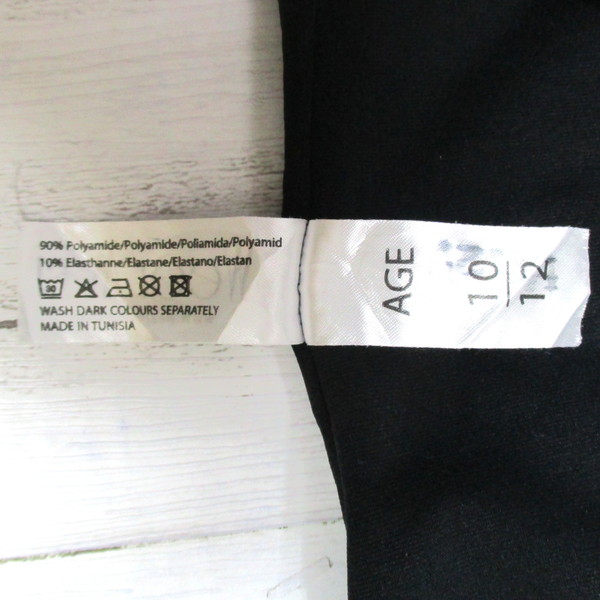 90% Polyamide/Polyamide/Poliamida/Polyamid
10% Elasthanne/Elastane/Elastano/Elastan
30
WASH DARK COLOURS SEPARATELY
MADE IN TUNISIA
AGE
10
12